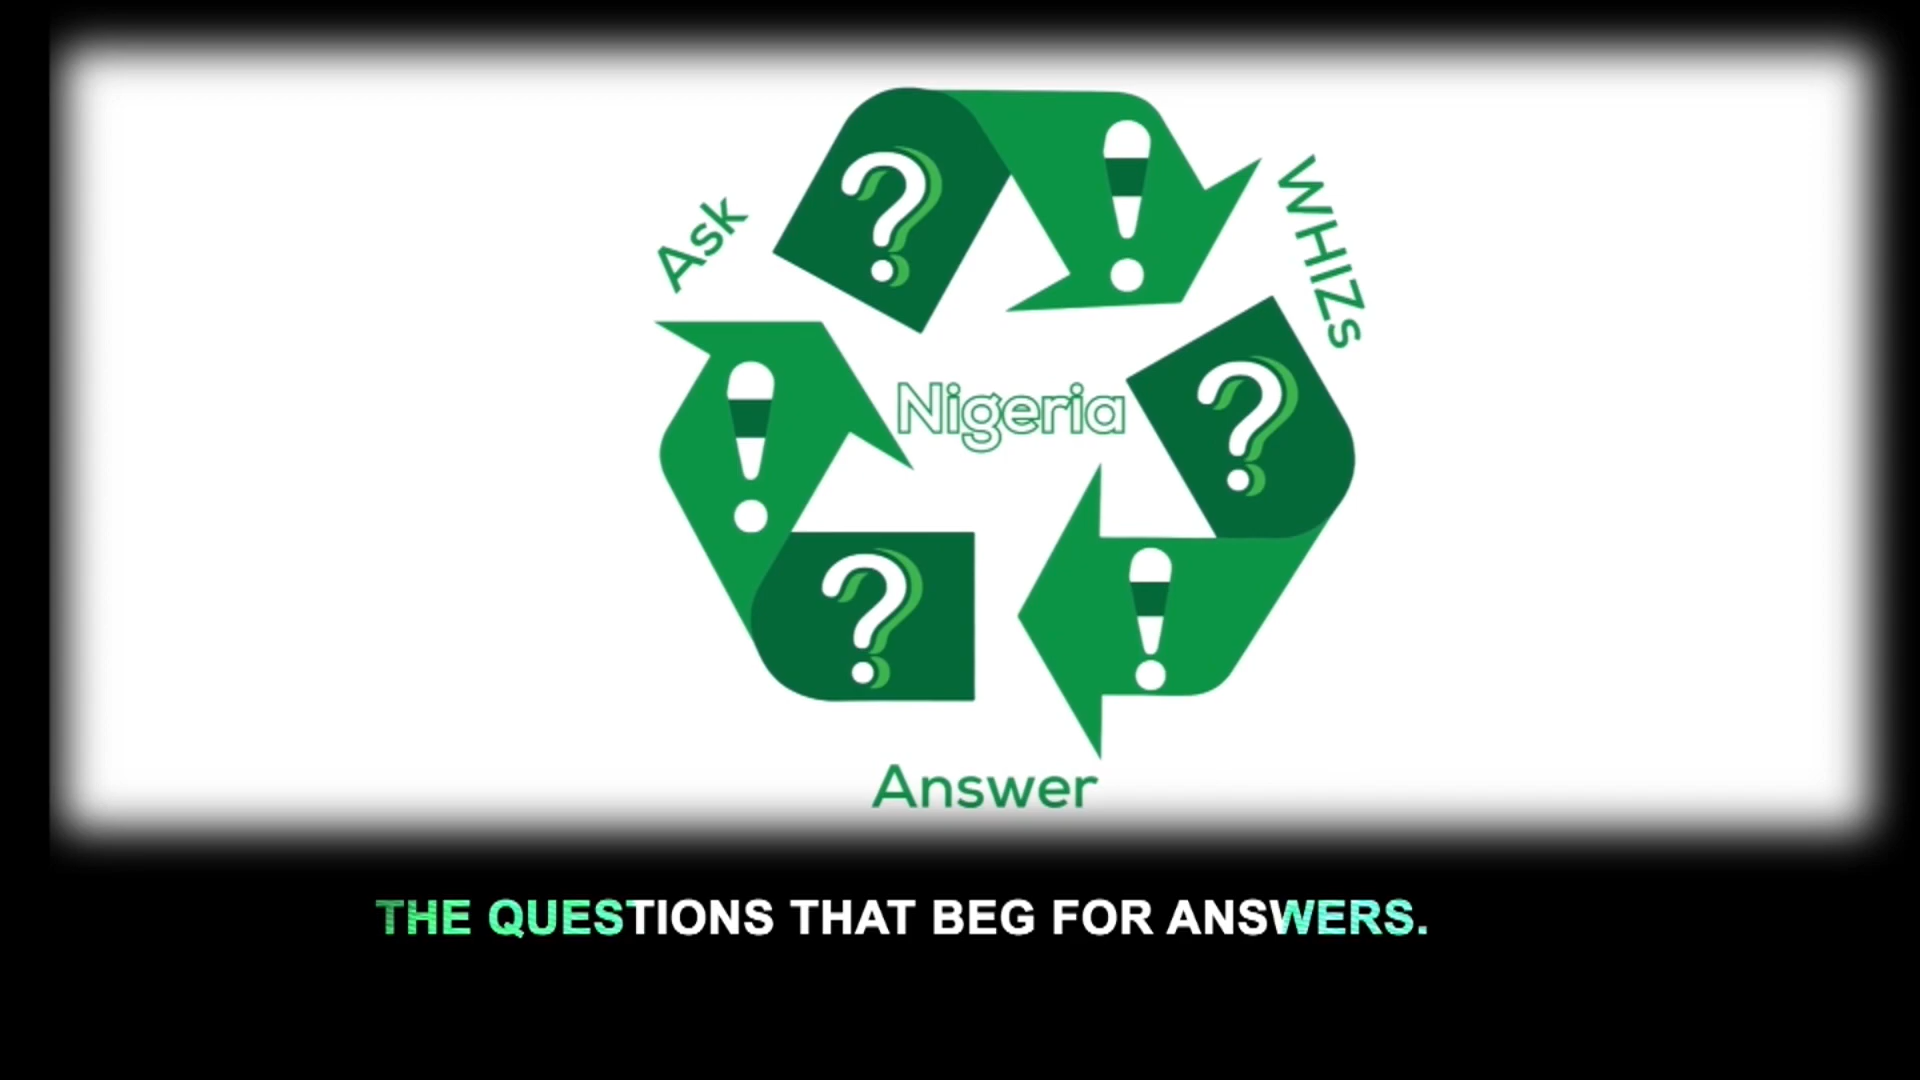 Ask
WHIZs
? !
? !
? !
Nigeria
Answer
THE QUESTIONS THAT BEG FOR ANSWERS.